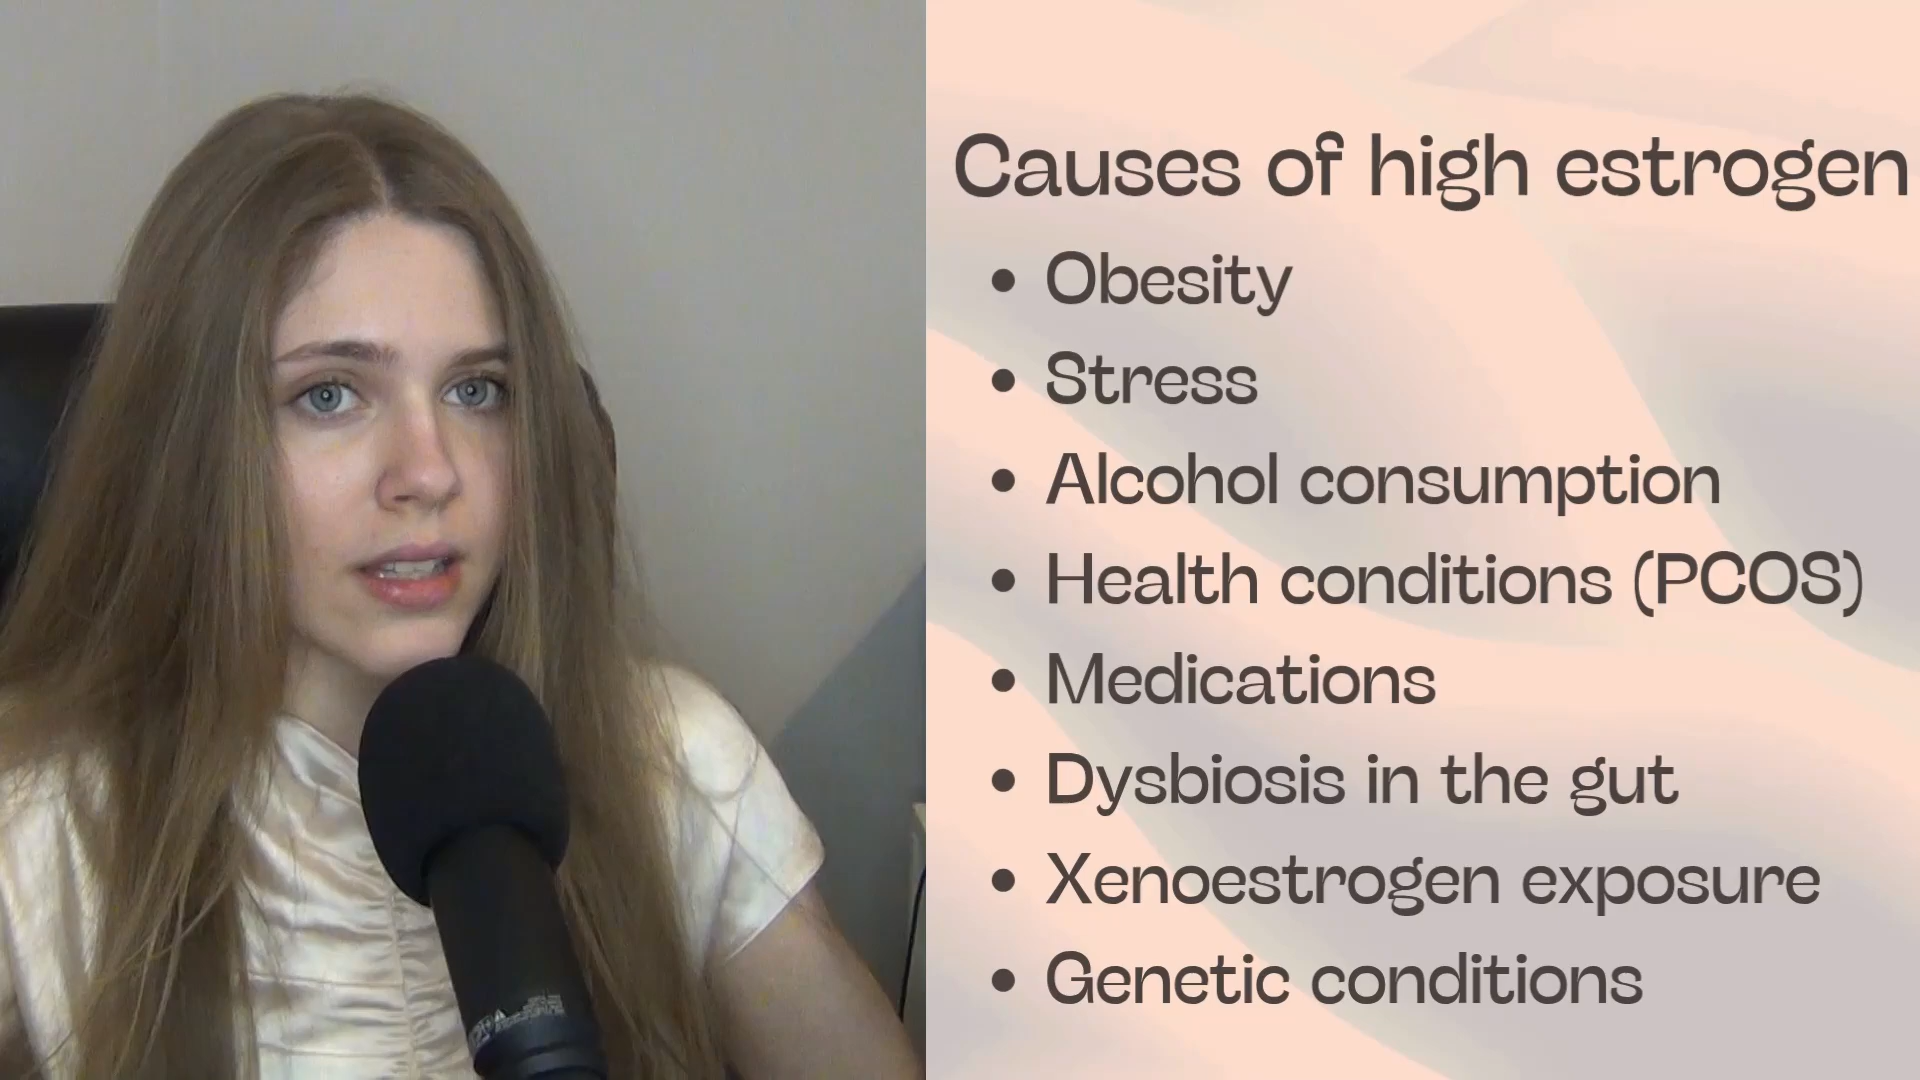 Causes of high estrogen
• Obesity
• Stress
• Alcohol consumption
• Health conditions (PCOS)
• Medications
• Dysbiosis in the gut
• Xenoestrogen exposure
• Genetic conditions